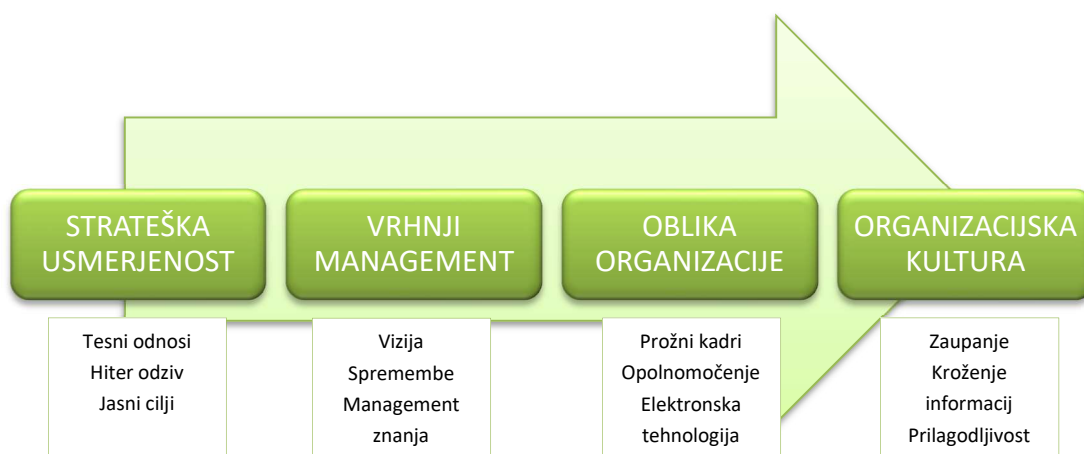 STRATEŠKA
USMERJENOST
VRHNJI
MANAGEMENT
OBLIKA
ORGANIZACIJE
ORGANIZACIJSKA
KULTURA
Tesni odnosi
Hiter odziv
Jasni cilji
Vizija
Spremembe
Management
znanja
Prožni kadri
Opolnomočenje
Elektronska
tehnologija
Zaupanje
Kroženje
informacij
Prilagodljivost